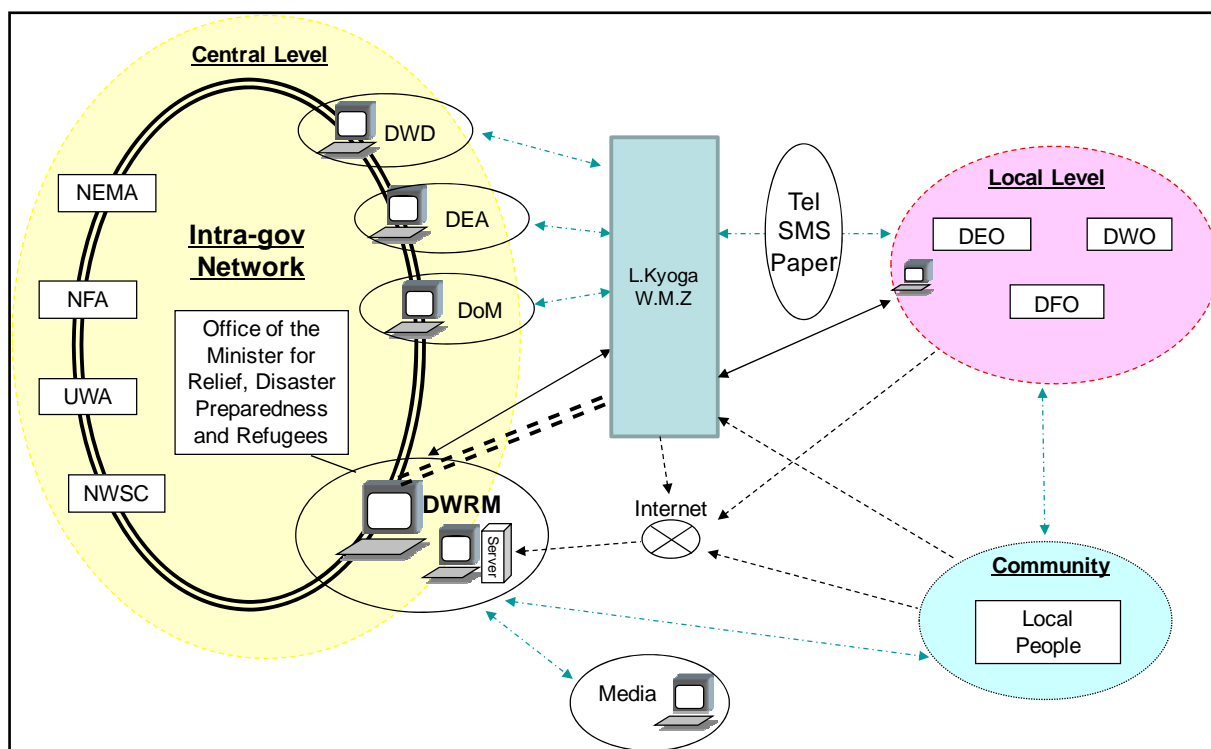 Central Level
DWD
NEMA
DEA
Intra-gov
Network
NFA
DoM
Office of the
Minister for
Relief, Disaster
Preparedness
and Refugees
UWA
NWSC
DWRM
Server
L.Kyoga
W.M.Z
Tel
SMS
Paper
Local Level
DEO
DWO
DFO
Internet
Community
Local
People
Media